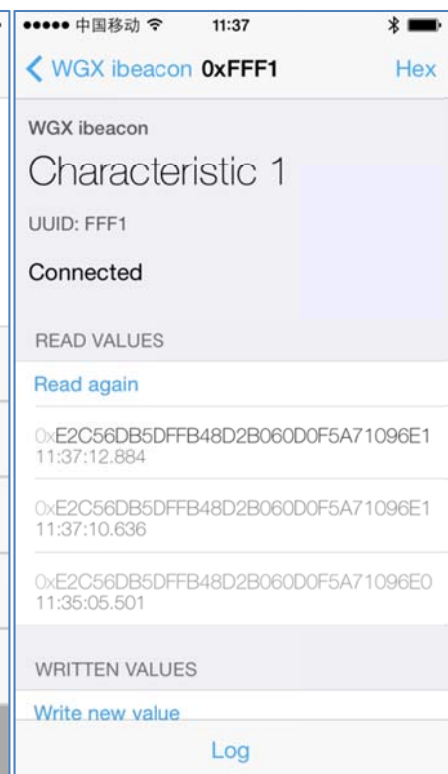 中国移动 11:37
WGX ibeacon 0xFFF1 Hex
WGX ibeacon
Characteristic 1
UUID: FFF1
Connected
READ VALUES
Read again
0xE2C56DB5DFFB48D2B060D0F5A71096E1
11:37:12.884
0xE2C56DB5DFFB48D2B060D0F5A71096E1
11:37:10.636
0xE2C56DB5DFFB48D2B060D0F5A71096E0
11:35:05.501
WRITTEN VALUES
Write new value
Log